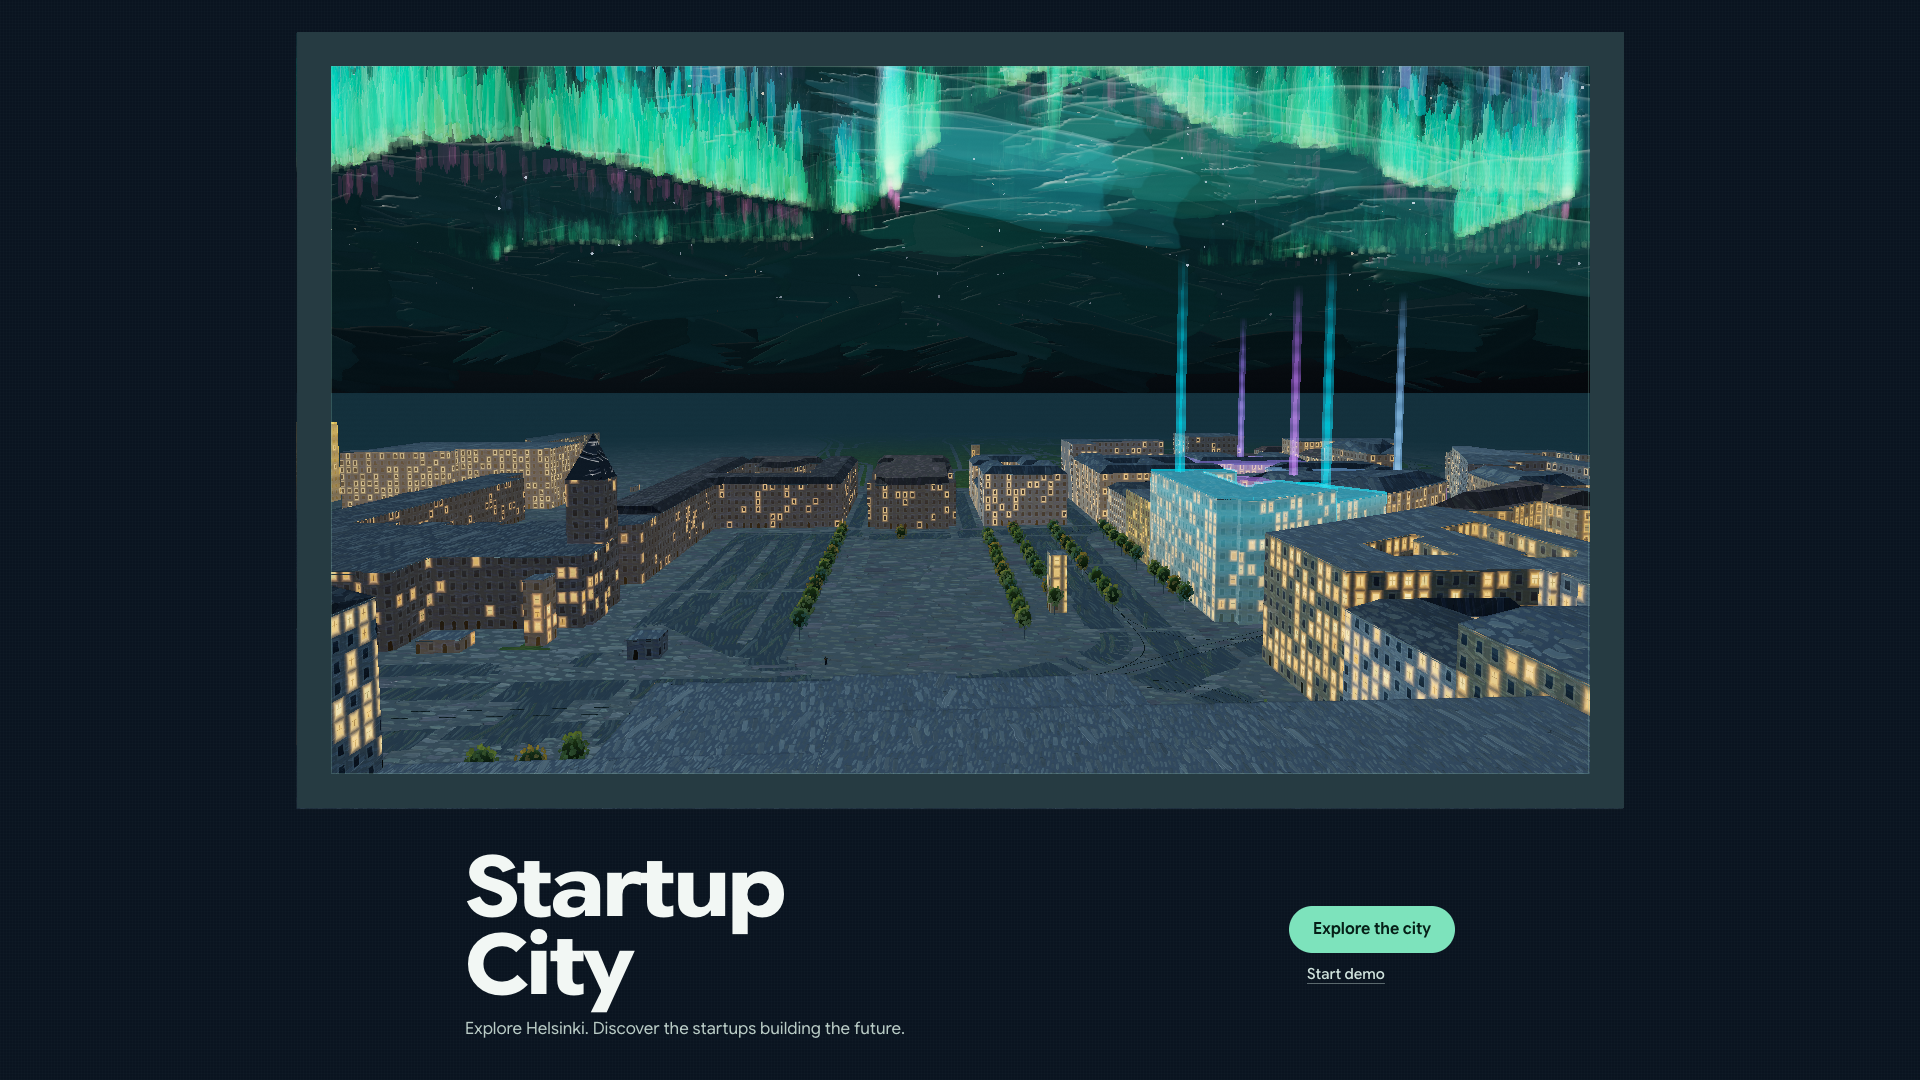 Startup
City
Explore Helsinki. Discover the startups building the future.
Explore the city
Start demo